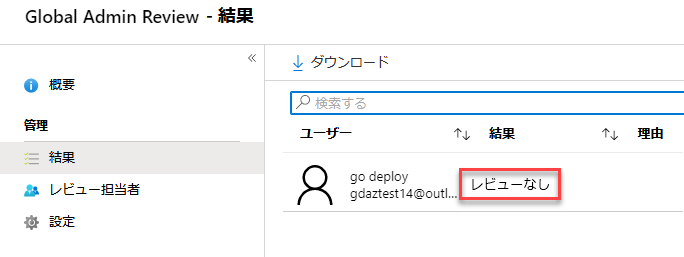 Global Admin Review - 結果
«
概要
管理
結果
レビュー担当者
設定
ダウンロード
検索する
ユーザー ↑↓ 結果 ↑↓ 理由
go deploy
gdaztest14@outl...
レビューなし